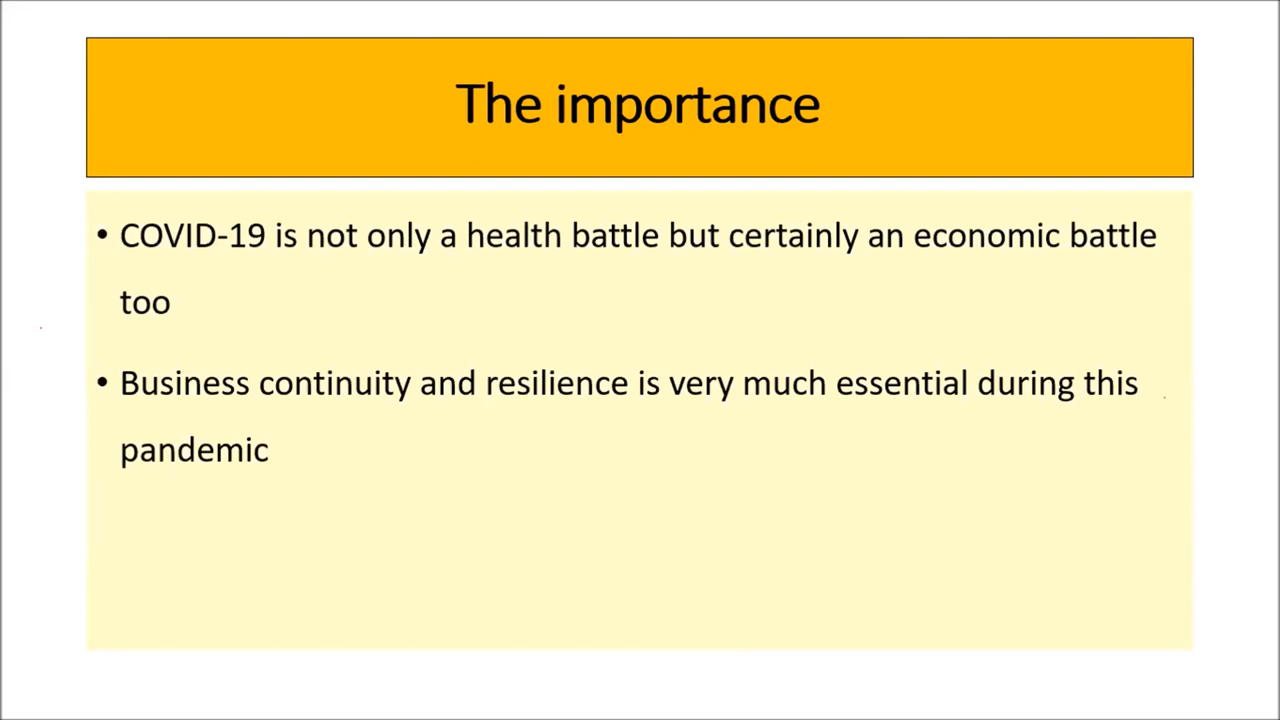 The importance
• COVID-19 is not only a health battle but certainly an economic battle
too
• Business continuity and resilience is very much essential during this
pandemic